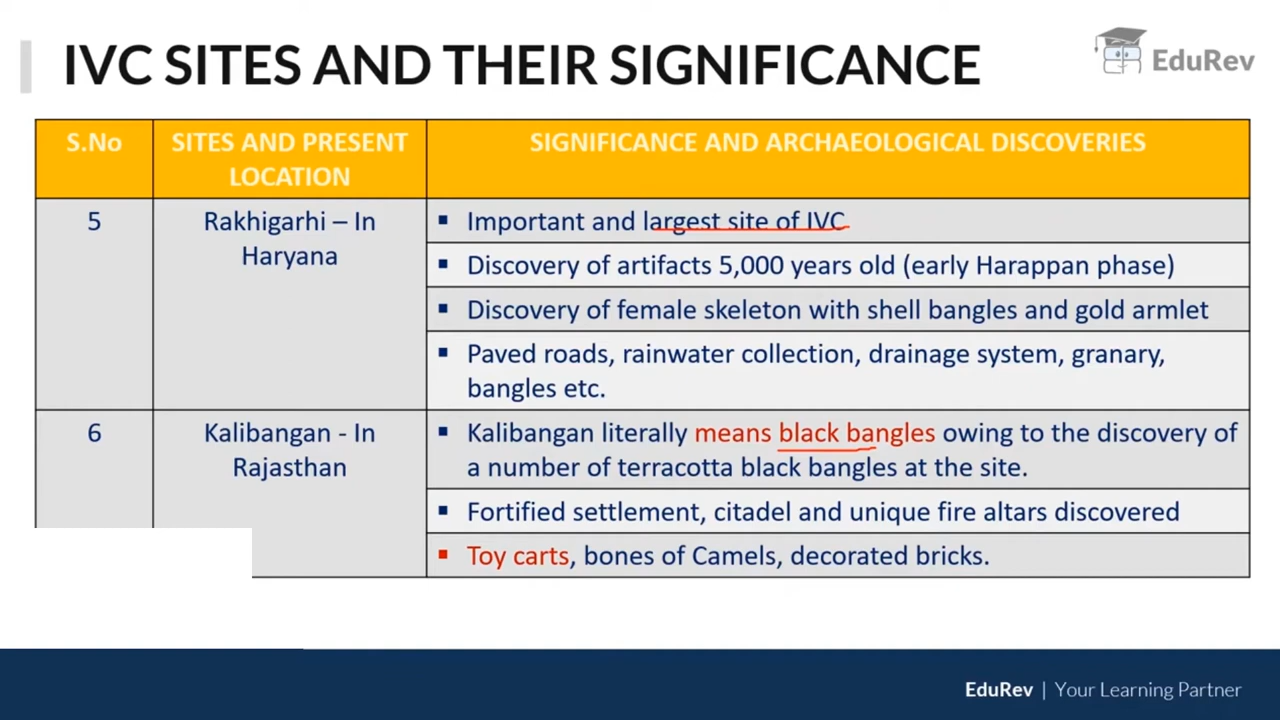 IVC SITES AND THEIR SIGNIFICANCE
EduRev
S.No
SITES AND PRESENT
LOCATION
SIGNIFICANCE AND ARCHAEOLOGICAL DISCOVERIES
5
Rakhigarhi – In
Haryana
▪ Important and largest site of IVC
▪ Discovery of artifacts 5,000 years old (early Harappan phase)
▪ Discovery of female skeleton with shell bangles and gold armlet
▪ Paved roads, rainwater collection, drainage system, granary,
bangles etc.
6
Kalibangan - In
Rajasthan
▪ Kalibangan literally means black bangles owing to the discovery of
a number of terracotta black bangles at the site.
▪ Fortified settlement, citadel and unique fire altars discovered
▪ Toy carts, bones of Camels, decorated bricks.
EduRev | Your Learning Partner